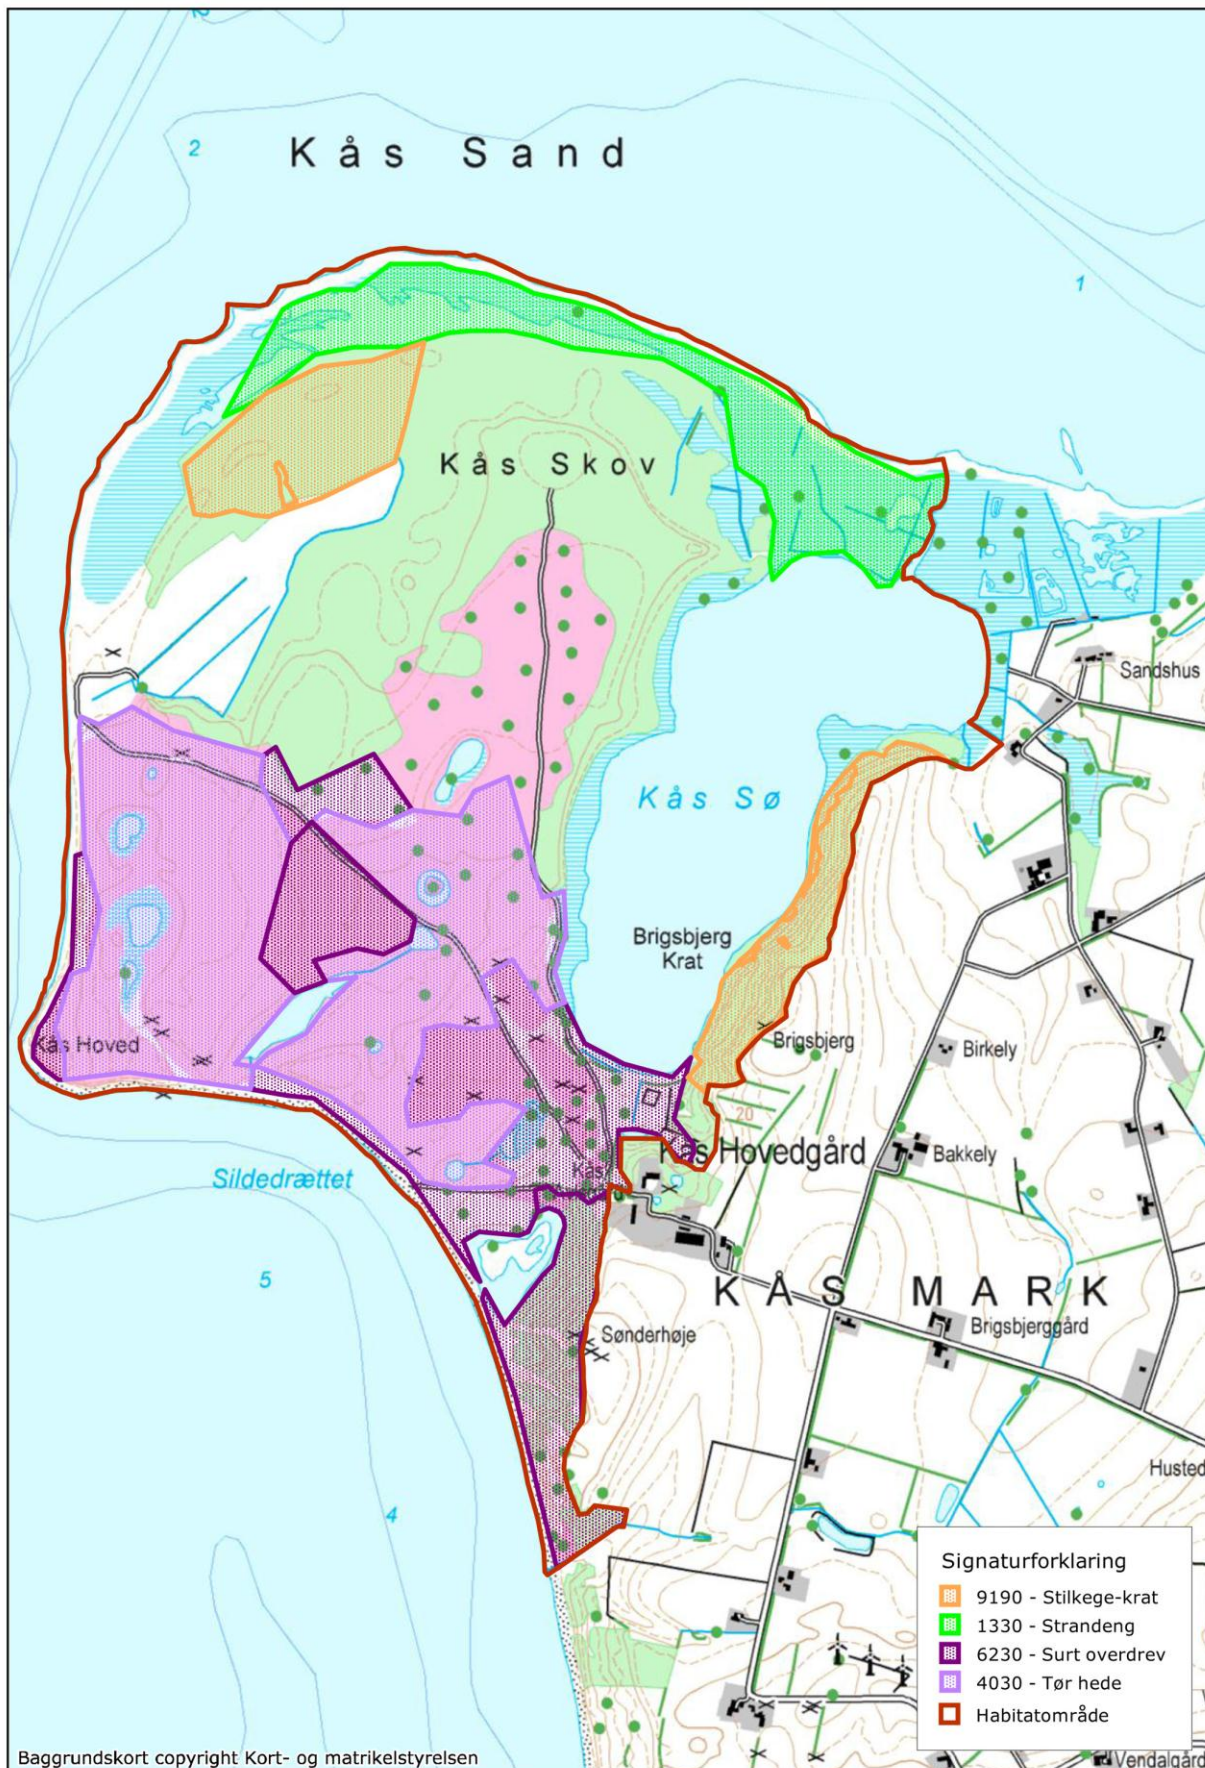 2
2
Kås Sand
1
Kås Skov
Sandshus
Kås Sø
Brigsbjerg
Krat
Kås Hoved
Brigsbjerg
Birkely
20
Kås Hovedgård
Bakkely
Kås
Sildedrættet
5
KÅS MARK
Sønderhøje
Brigsbjerggård
Husted
4
Signaturforklaring
9190 - Stilkege-krat
1330 - Strandeng
6230 - Surt overdrev
4030 - Tør hede
Habitatområde
Baggrundskort copyright Kort- og matrikelstyrelsen
Vendalgård